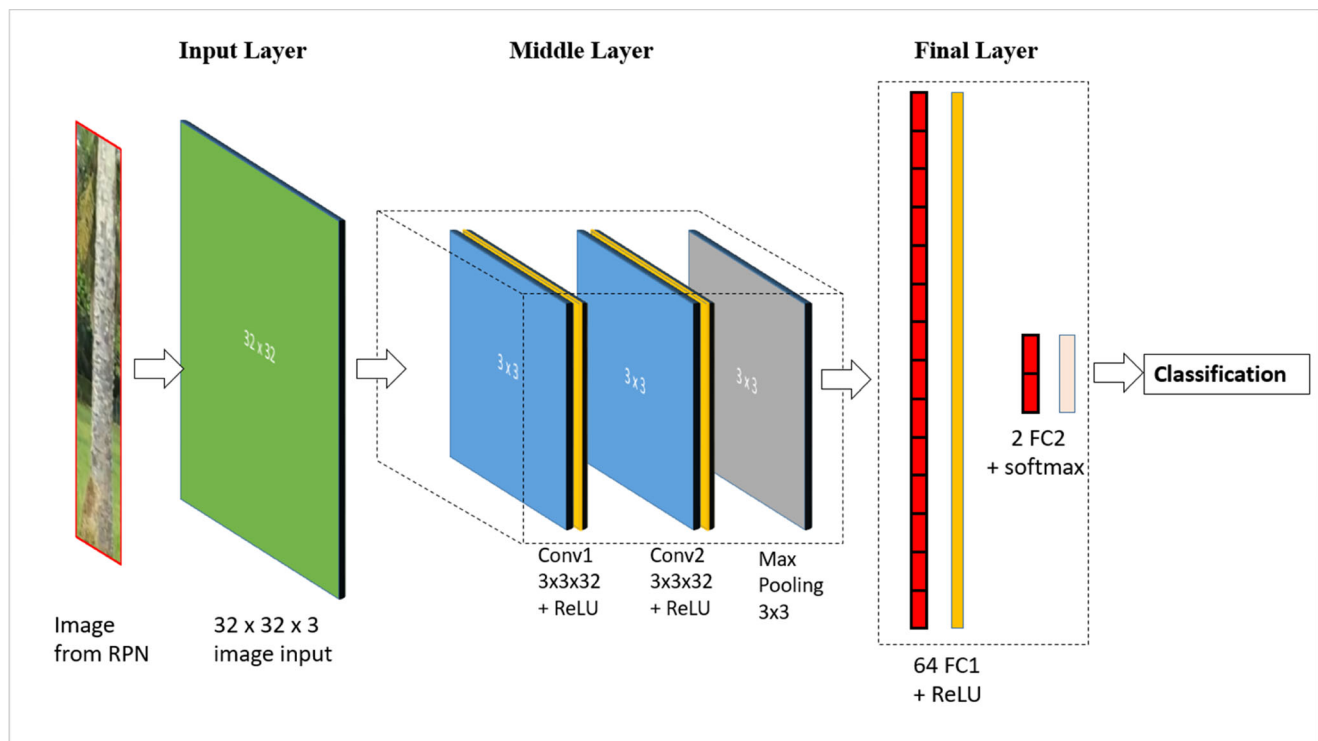 Input Layer
Middle Layer
Final Layer
32 x 32
3 x 3
3 x 3
3 x 3
Classification
2 FC2
+ softmax
Conv1
3x3x32
+ ReLU
Conv2
3x3x32
+ ReLU
Max
Pooling
3x3
Image
from RPN
32 x 32 x 3
image input
64 FC1
+ ReLU